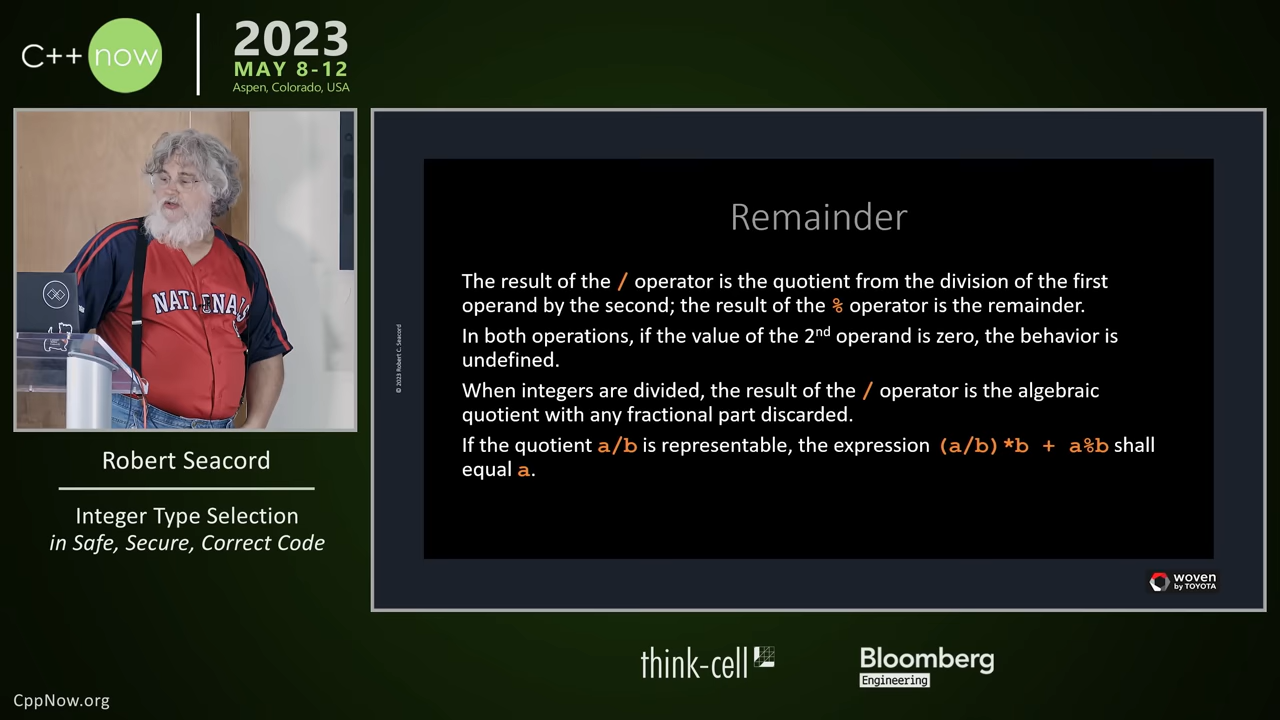 C++ now
2023
MAY 8-12
Aspen, Colorado, USA
NATIONALS
Robert Seacord
Integer Type Selection
in Safe, Secure, Correct Code
© 2023 Robert C. Seacord
Remainder
The result of the / operator is the quotient from the division of the first
operand by the second; the result of the % operator is the remainder.
In both operations, if the value of the 2nd operand is zero, the behavior is
undefined.
When integers are divided, the result of the / operator is the algebraic
quotient with any fractional part discarded.
If the quotient a/b is representable, the expression (a/b)*b + a%b shall
equal a.
woven
by TOYOTA
think-cell
Bloomberg
Engineering
CppNow.org